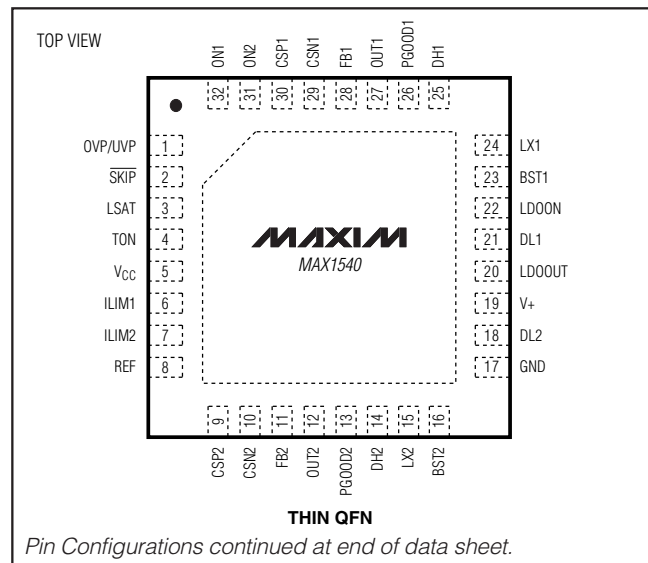 TOP VIEW
ON1
ON2
CSP1
CSN1
FB1
OUT1
PGOOD1
DH1
32
31
30
29
28
27
26
25
OVP/UVP 1
SKIP 2
LSAT 3
TON 4
VCC 5
ILIM1 6
ILIM2 7
REF 8
MAXIM
MAX1540
24 LX1
23 BST1
22 LDOON
21 DL1
20 LDOOUT
19 V+
18 DL2
17 GND
9
10
11
12
13
14
15
16
CSP2
CSN2
FB2
OUT2
PGOOD2
DH2
LX2
BST2
THIN QFN
Pin Configurations continued at end of data sheet.